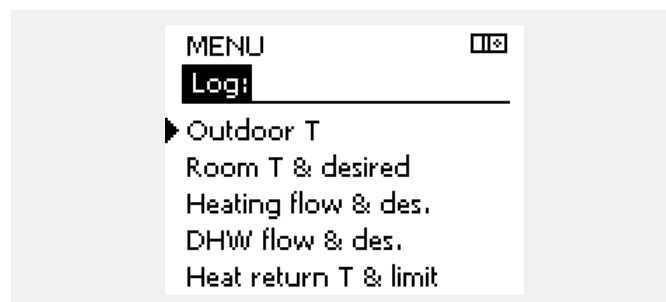 MENU
Log:
Outdoor T
Room T & desired
Heating flow & des.
DHW flow & des.
Heat return T & limit